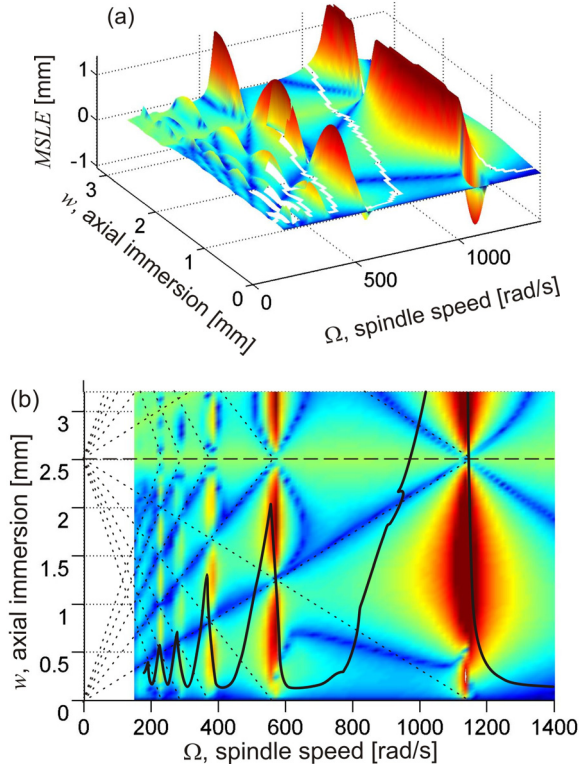 (a)
MSLE [mm]
1
0
-1
3
2
1
0
w, axial immersion [mm]
0
500
1000
Ω, spindle speed [rad/s]
(b)
w, axial immersion [mm]
3
2.5
2
1.5
1
0.5
0
0 200 400 600 800 1000 1200 1400
Ω, spindle speed [rad/s]